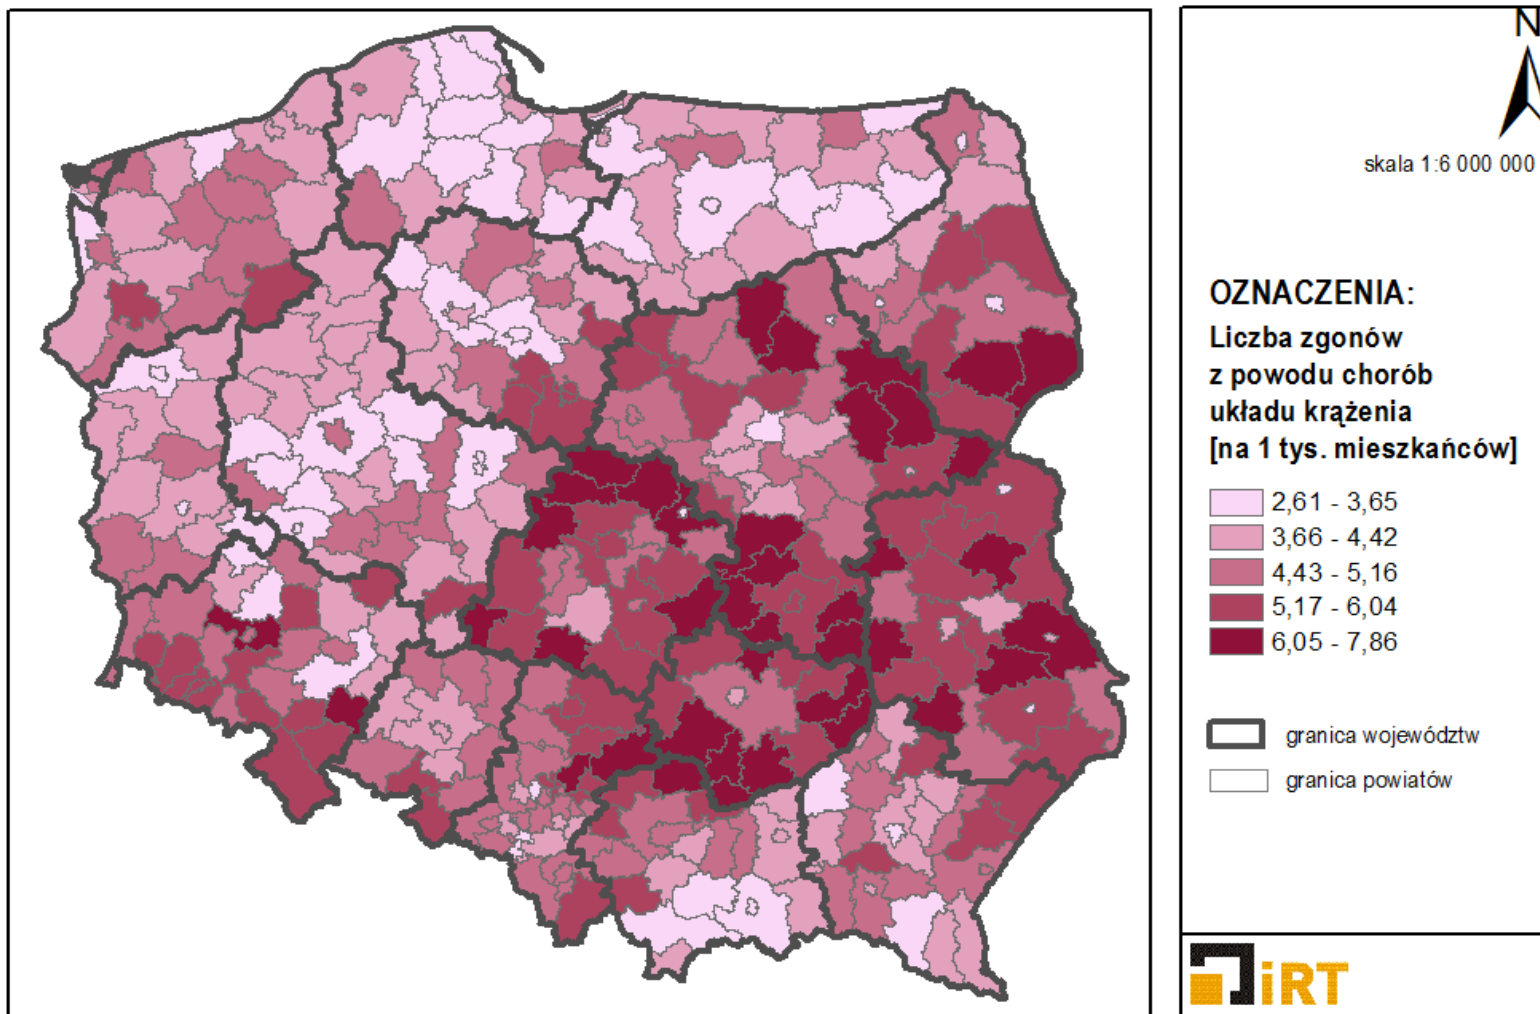 N
skala 1:6 000 000
OZNACZENIA:
Liczba zgonów
z powodu chorób
układu krążenia
[na 1 tys. mieszkańców]
2,61 - 3,65
3,66 - 4,42
4,43 - 5,16
5,17 - 6,04
6,05 - 7,86
granica województw
granica powiatów
iRT